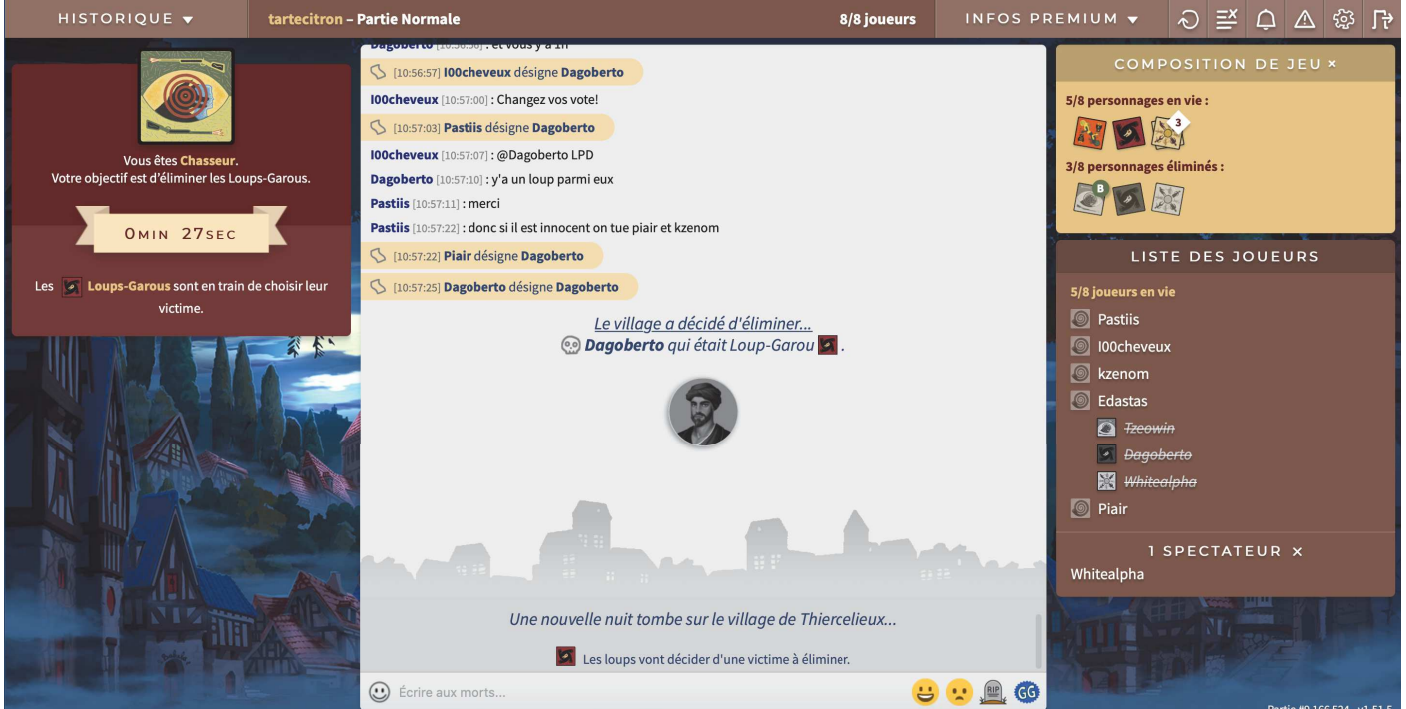 HISTORIQUE ▼
tartecitron – Partie Normale
8/8 joueurs
INFOS PREMIUM ▼
Vous êtes Chasseur.
Votre objectif est d'éliminer les Loups-Garous.
0MIN 27SEC
Les Loups-Garous sont en train de choisir leur
victime.
Dagoberto [10:56:56] : et vous y'a 1h
[10:56:57] I00cheveux désigne Dagoberto
I00cheveux [10:57:00] : Changez vos vote!
[10:57:03] Pastiis désigne Dagoberto
I00cheveux [10:57:07] : @Dagoberto LPD
Dagoberto [10:57:10] : y'a un loup parmi eux
Pastiis [10:57:11] : merci
Pastiis [10:57:22] : donc si il est innocent on tue piair et kzenom
[10:57:22] Piair désigne Dagoberto
[10:57:25] Dagoberto désigne Dagoberto
Le village a décidé d'éliminer...
Dagoberto qui était Loup-Garou .
Une nouvelle nuit tombe sur le village de Thiercelieux...
Les loups vont décider d'une victime à éliminer.
Écrire aux morts...
RIP
GG
COMPOSITION DE JEU ×
5/8 personnages en vie :
3
3/8 personnages éliminés :
B
LISTE DES JOUEURS
5/8 joueurs en vie
Pastiis
I00cheveux
kzenom
Edastas
Tzeowin
Dagoberto
Whitealpha
Piair
1 SPECTATEUR ×
Whitealpha